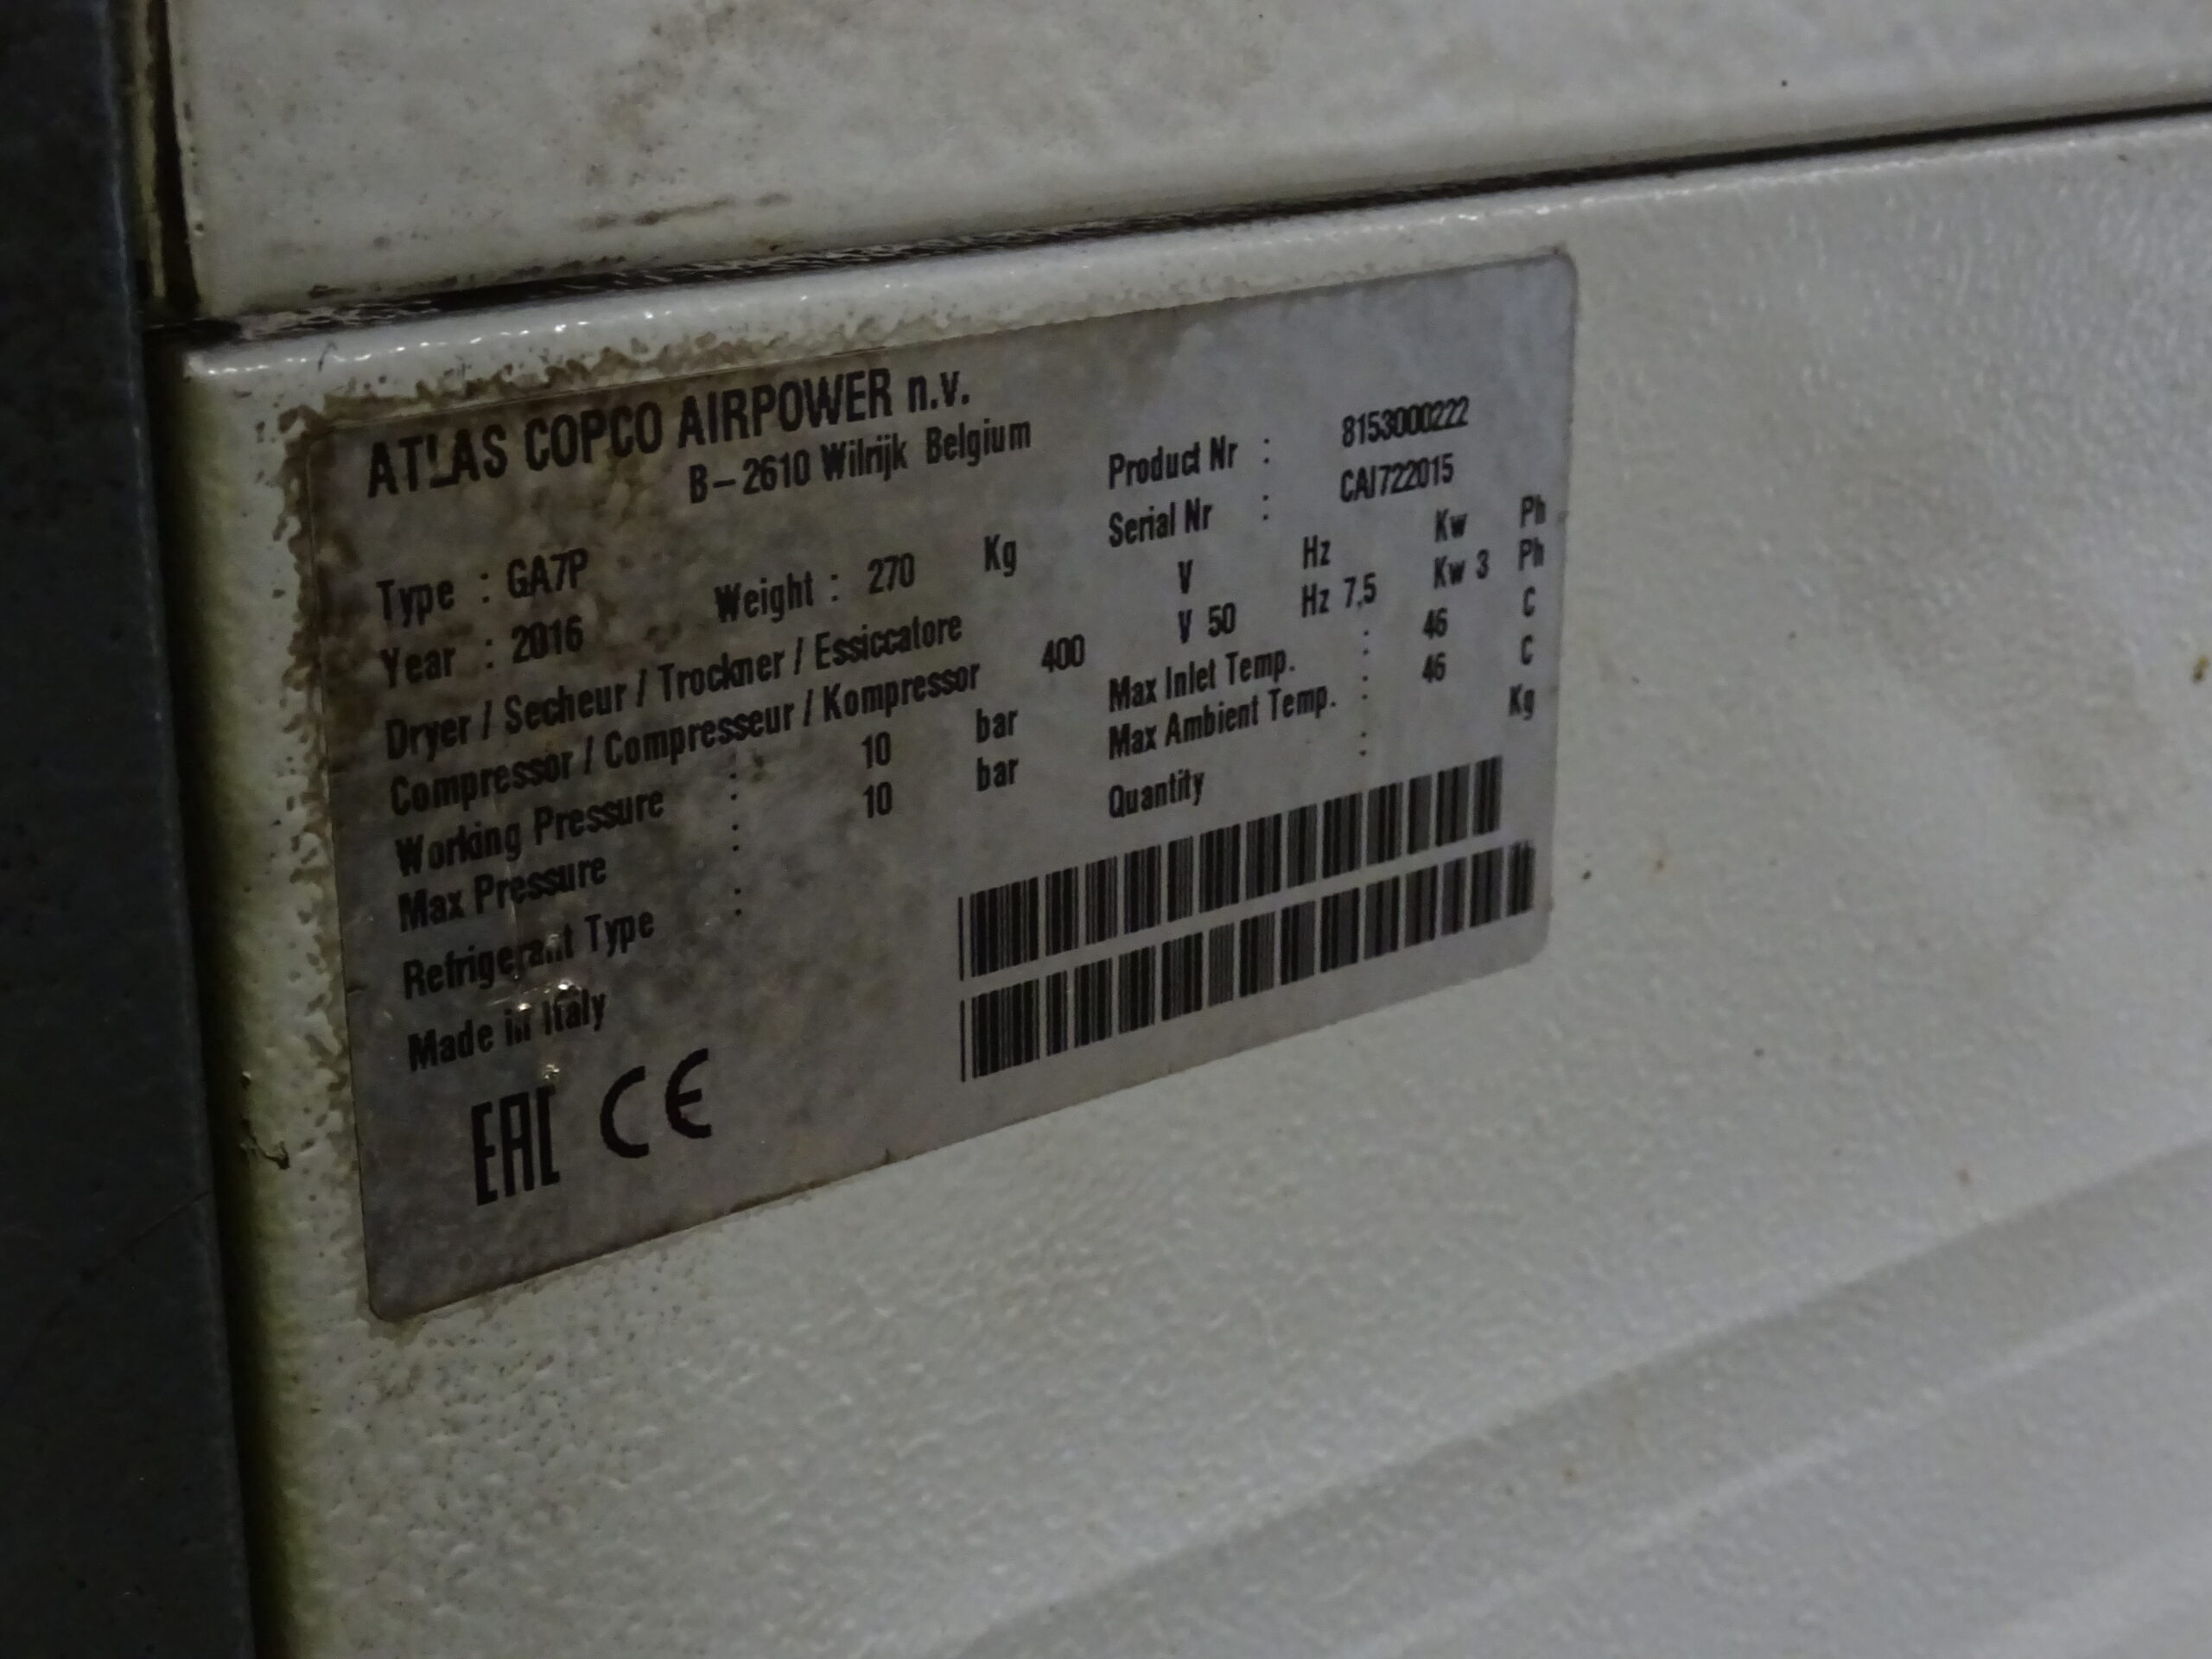 ATLAS COPCO AIRPOWER n.v.
B-2610 Wilrijk Belgium
Product Nr : 8153000222
Serial Nr : CAI722015
Type : GA7P Weight : 270 Kg
Year : 2016
Dryer / Secheur / Trockner / Essiccatore V Hz Kw Ph
Compressor / Compresseur / Kompressor 400 V 50 Hz 7,5 Kw 3 Ph
Working Pressure : 10 bar Max Inlet Temp. : 46 C
Max Pressure : 10 bar Max Ambient Temp. : 46 C
Refrigerant Type : Quantity : Kg
Made in Italy
EAC CE